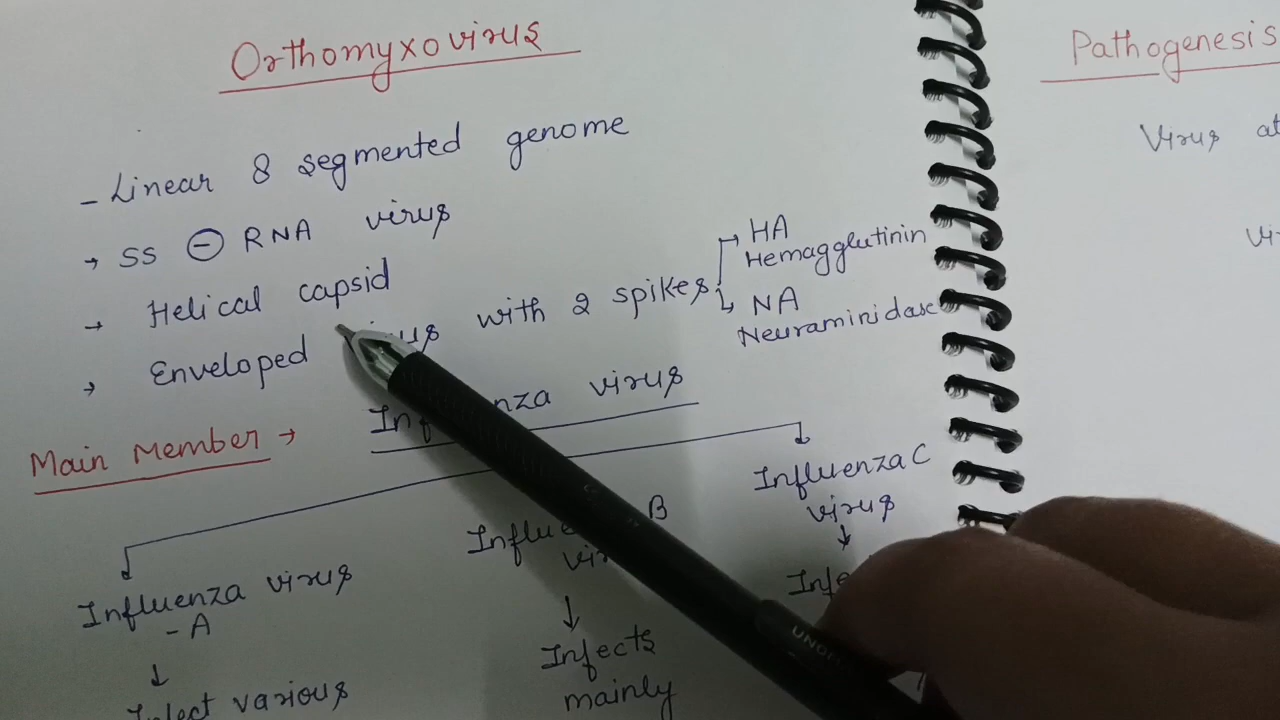 Orthomyxovirus
- Linear 8 segmented genome
→ SS ⊖ RNA virus
→ Helical capsid
→ Enveloped with 2 spikes
→ HA
Hemagglutinin
→ NA
Neuraminidase
Main Member → virus
Influenza virus
- A
↓
various
B
↓
Infects
mainly
Influenza C
virus
↓
Pathogenesis
Virus